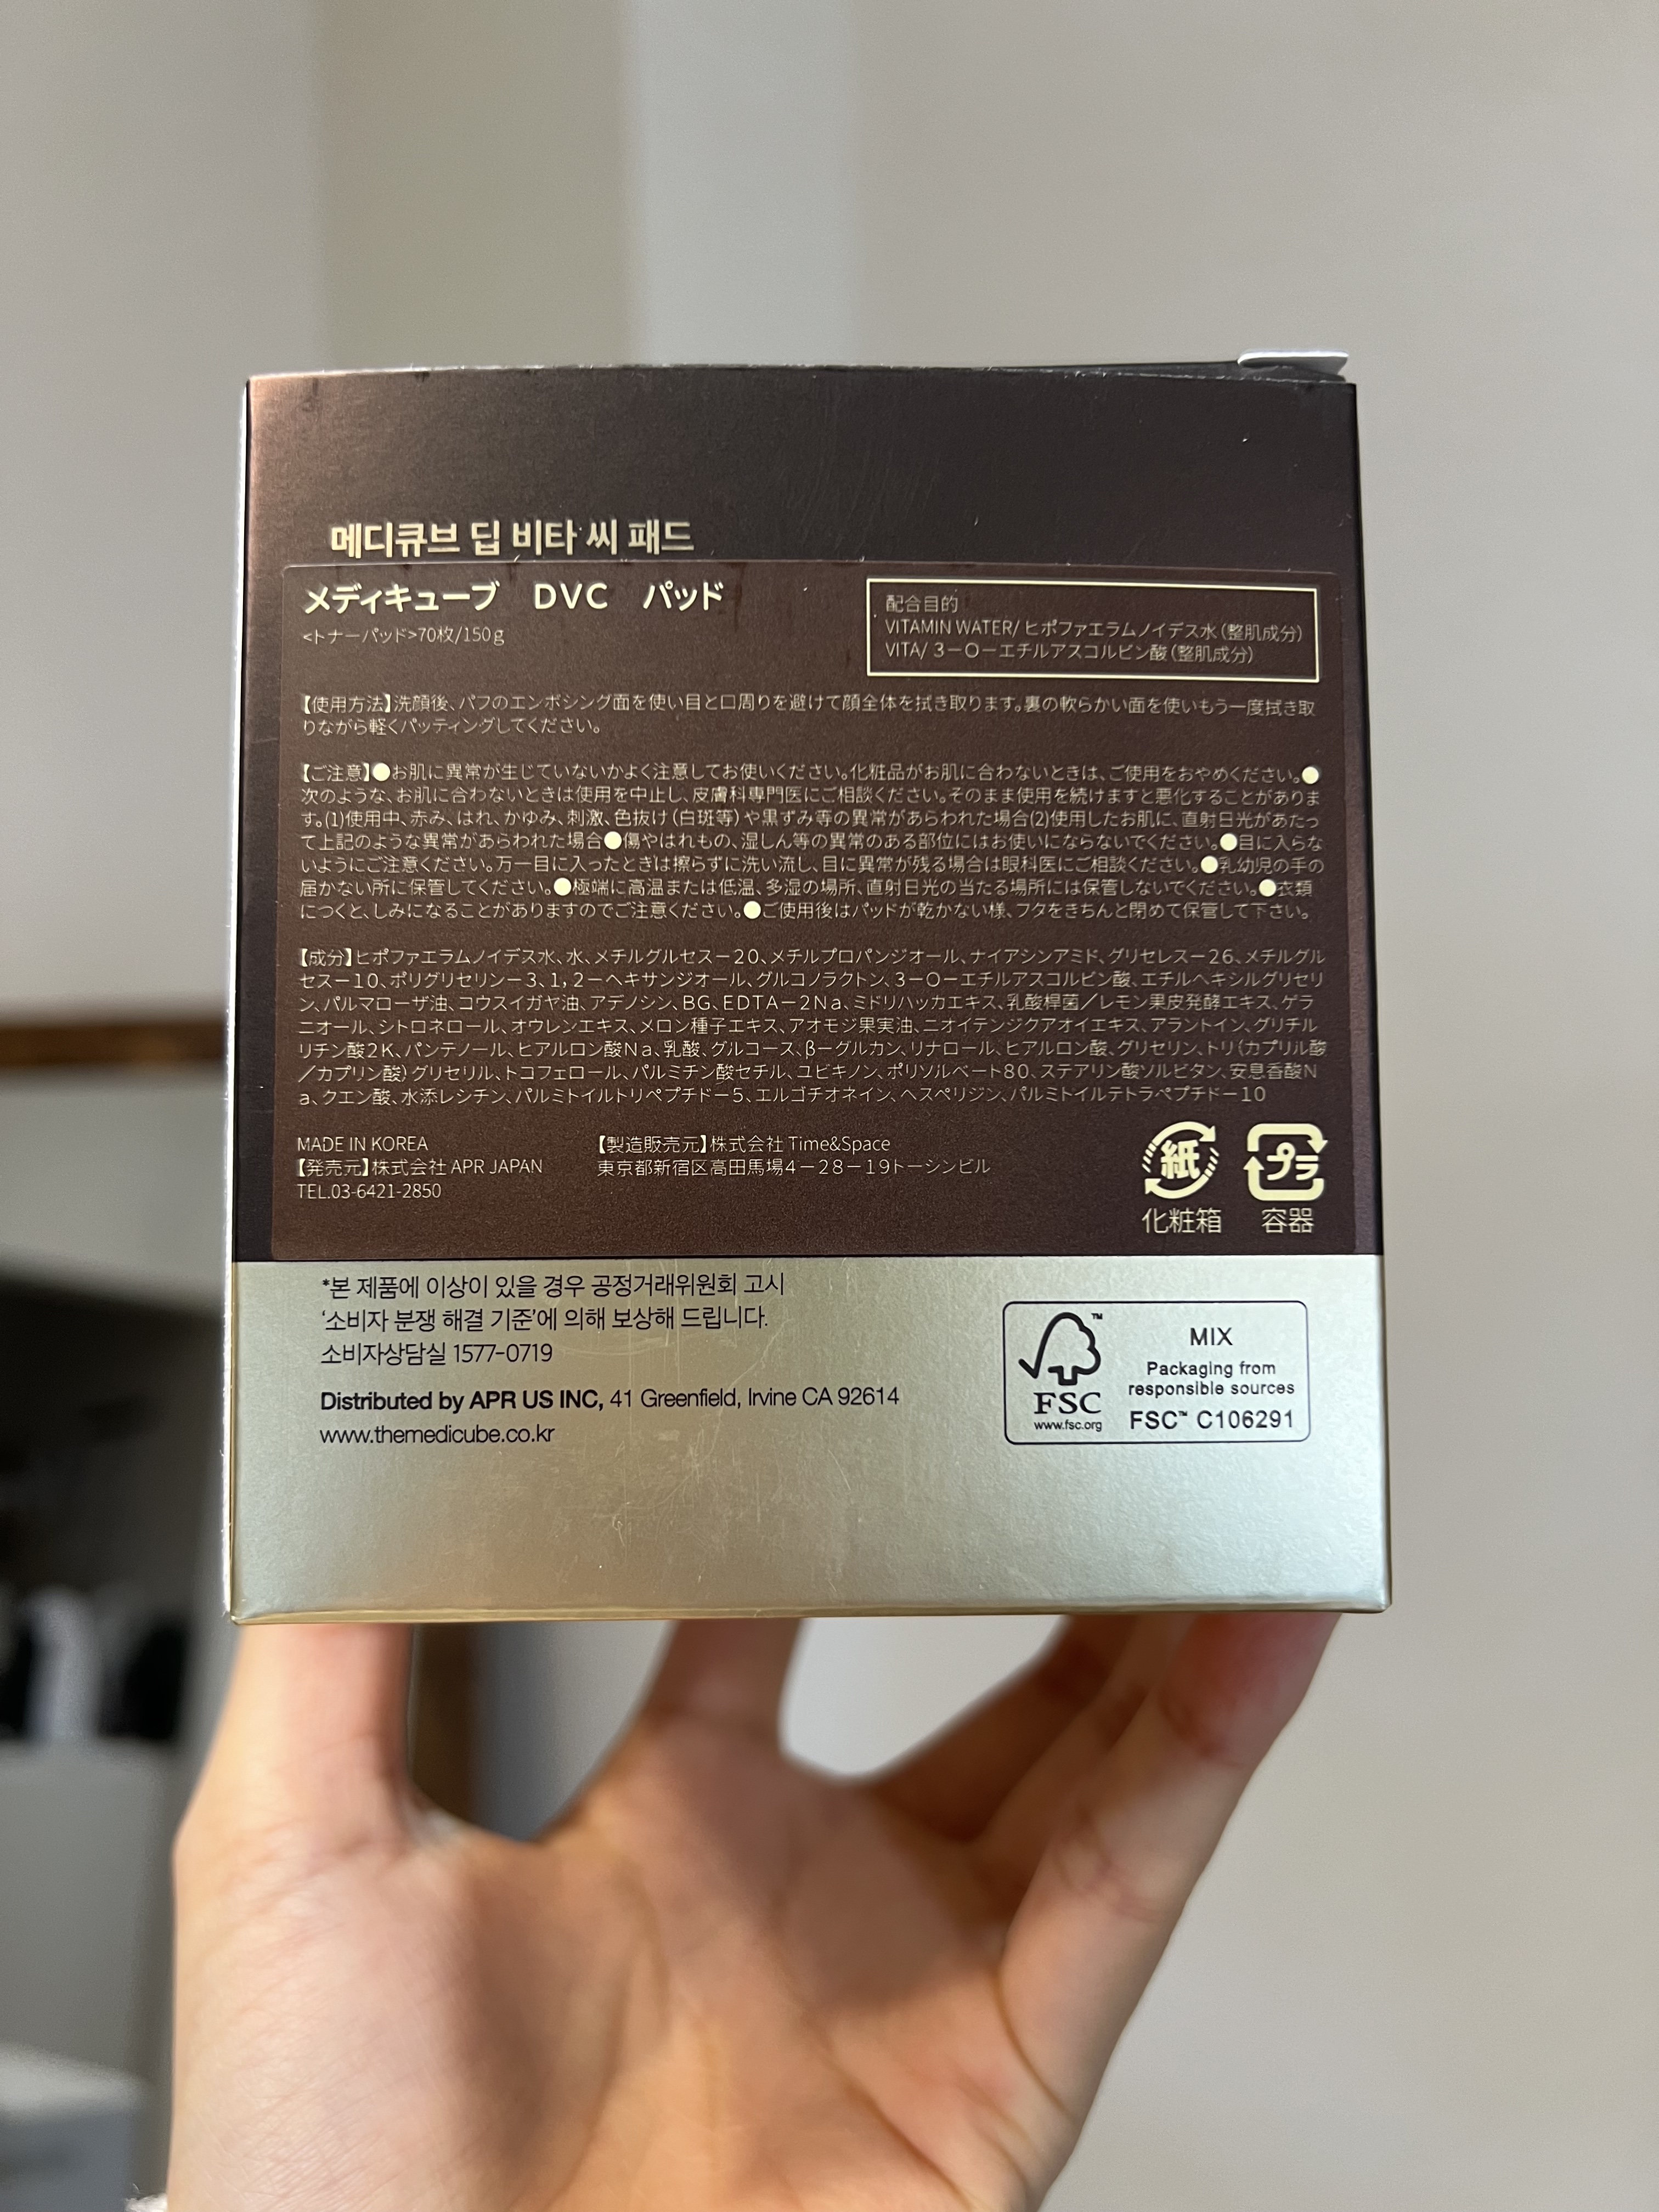 메디큐브 딥 비타 씨 패드
メディキューブ　DVC　パッド
<トナーパッド>70枚/150g
配合目的
VITAMIN WATER/ ヒポファエラムノイデス水（整肌成分）
VITA/ 3－O－エチルアスコルビン酸（整肌成分）
【使用方法】洗顔後、パフのエンボシング面を使い目と口周りを避けて顔全体を拭き取ります。裏の軟らかい面を使いもう一度拭き取
りながら軽くパッティングしてください。
【ご注意】●お肌に異常が生じていないかよく注意してお使いください。化粧品がお肌に合わないときは、ご使用をおやめください。●
次のような、お肌に合わないときは使用を中止し、皮膚科専門医にご相談ください。そのまま使用を続けますと悪化することがありま
す。(1)使用中、赤み、はれ、かゆみ、刺激、色抜け（白斑等）や黒ずみ等の異常があらわれた場合(2)使用したお肌に、直射日光があたっ
て上記のような異常があらわれた場合●傷やはれもの、湿しん等の異常のある部位にはお使いにならないでください。●目に入らな
いようにご注意ください。万一目に入ったときは擦らずに洗い流し、目に異常が残る場合は眼科医にご相談ください。●乳幼児の手の
届かない所に保管してください。●極端に高温または低温、多湿の場所、直射日光の当たる場所には保管しないでください。●衣類
につくと、しみになることがありますのでご注意ください。●ご使用後はパッドが乾かない様、フタをきちんと閉めて保管して下さい。
【成分】ヒポファエラムノイデス水、水、メチルグルセス－20、メチルプロパンジオール、ナイアシンアミド、グリセレス－26、メチルグル
セス－10、ポリグリセリン－3、1，2－ヘキサンジオール、グルコノラクトン、3－O－エチルアスコルビン酸、エチルヘキシルグリセリ
ン、パルマローザ油、コウスイガヤ油、アデノシン、BG、EDTA－2Na、ミドリハッカエキス、乳酸桿菌／レモン果皮発酵エキス、ゲラ
ニオール、シトロネロール、オウレンエキス、メロン種子エキス、アオモジ果実油、ニオイテンジクアオイエキス、アラントイン、グリチル
リチン酸2K、パンテノール、ヒアルロン酸Na、乳酸、グルコース、β－グルカン、リナロール、ヒアルロン酸、グリセリン、トリ（カプリル酸
／カプリン酸）グリセリル、トコフェロール、パルミチン酸セチル、ユビキノン、ポリソルベート80、ステアリン酸ソルビタン、安息香酸N
a、クエン酸、水添レシチン、パルミトイルトリペプチド－5、エルゴチオネイン、ヘスペリジン、パルミトイルテトラペプチド－10
MADE IN KOREA
【発売元】株式会社 APR JAPAN
TEL.03-6421-2850
【製造販売元】株式会社 Time&Space
東京都新宿区高田馬場4－28－19トーシンビル
紙
化粧箱
プラ
容器
*본 제품에 이상이 있을 경우 공정거래위원회 고시
‘소비자 분쟁 해결 기준’에 의해 보상해 드립니다.
소비자상담실 1577-0719
Distributed by APR US INC, 41 Greenfield, Irvine CA 92614
www.themedicube.co.kr
™
FSC
www.fsc.org
MIX
Packaging from
responsible sources
FSC™ C106291